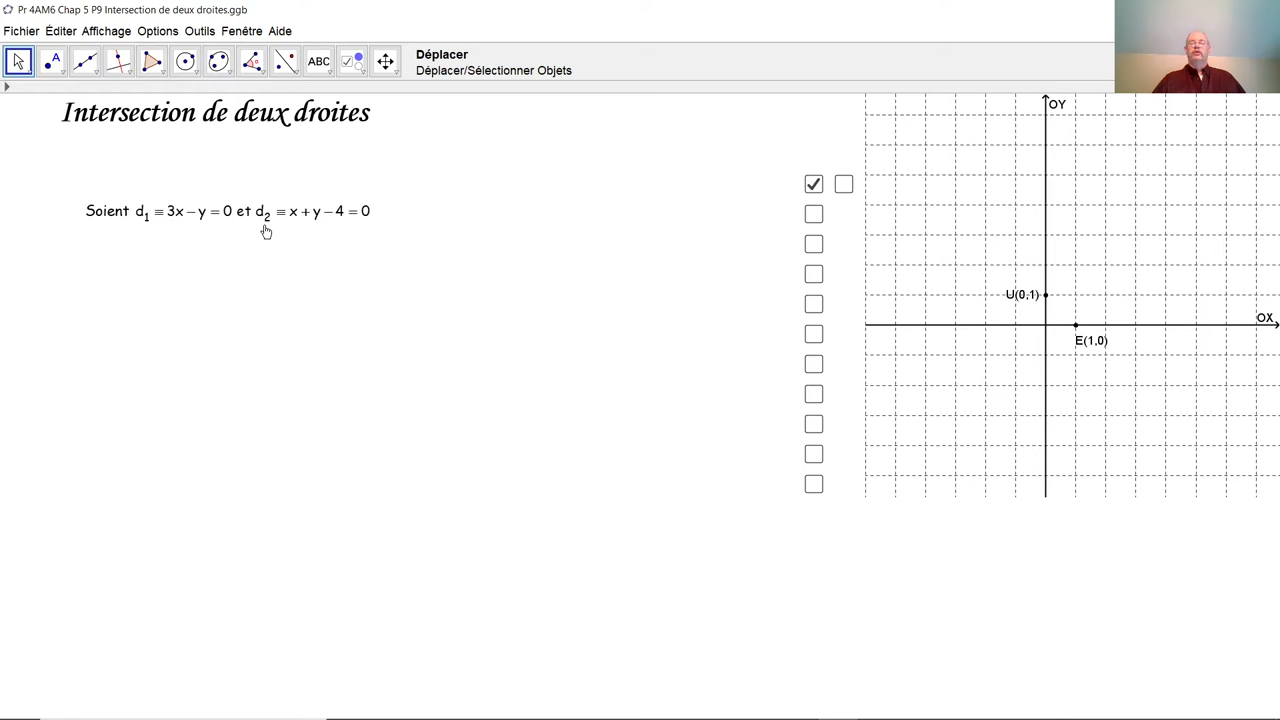 Pr 4AM6 Chap 5 P9 Intersection de deux droites.ggb
Fichier Éditer Affichage Options Outils Fenêtre Aide
A
ABC
Déplacer
Déplacer/Sélectionner Objets
Intersection de deux droites
Soient d₁ ≡ 3x − y = 0 et d₂ ≡ x + y − 4 = 0
OY
U(0,1)
OX
E(1,0)